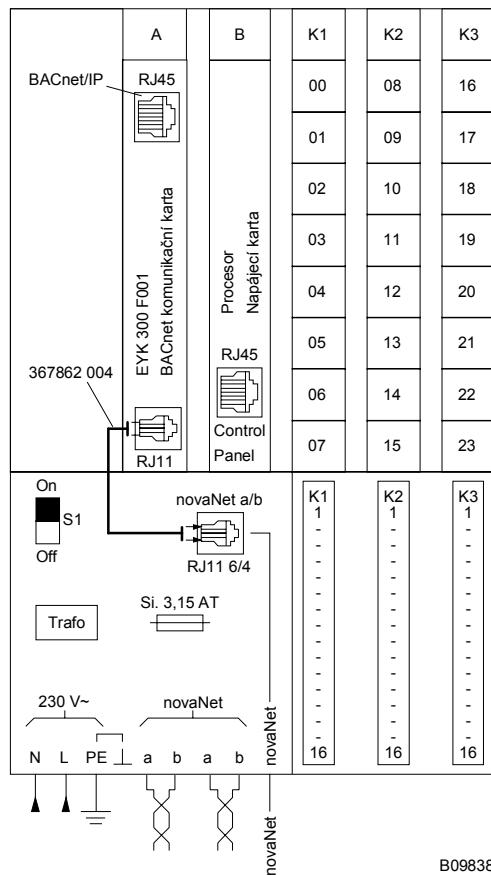 A B K1 K2 K3
BACnet/IP RJ45 00 08 16
01 09 17
02 10 18
EYK 300 F001
BACnet komunikační karta
Procesor
Napájecí karta
03 11 19
04 12 20
05 13 21
367862 004 RJ45
06 14 22
Control
Panel
RJ11
07 15 23
On
S1
Off
novaNet a/b
RJ11 6/4
K1 K2 K3
1 1 1
- - -
- - -
- - -
- - -
- - -
- - -
- - -
- - -
- - -
- - -
- - -
- - -
- - -
- - -
16 16 16
Trafo
Si. 3,15 AT
230 V~ novaNet
novaNet
N L PE a b a b
novaNet
B09838